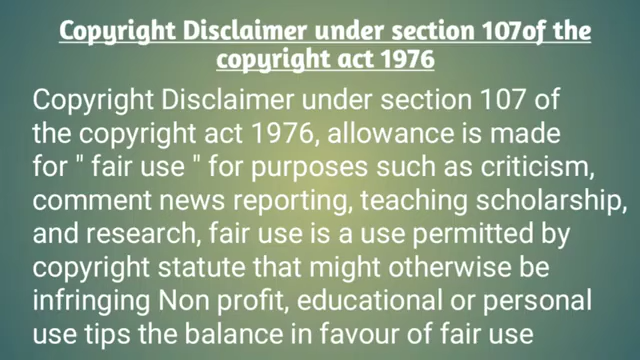 Copyright Disclaimer under section 107of the
copyright act 1976
Copyright Disclaimer under section 107 of
the copyright act 1976, allowance is made
for " fair use " for purposes such as criticism,
comment news reporting, teaching scholarship,
and research, fair use is a use permitted by
copyright statute that might otherwise be
infringing Non profit, educational or personal
use tips the balance in favour of fair use